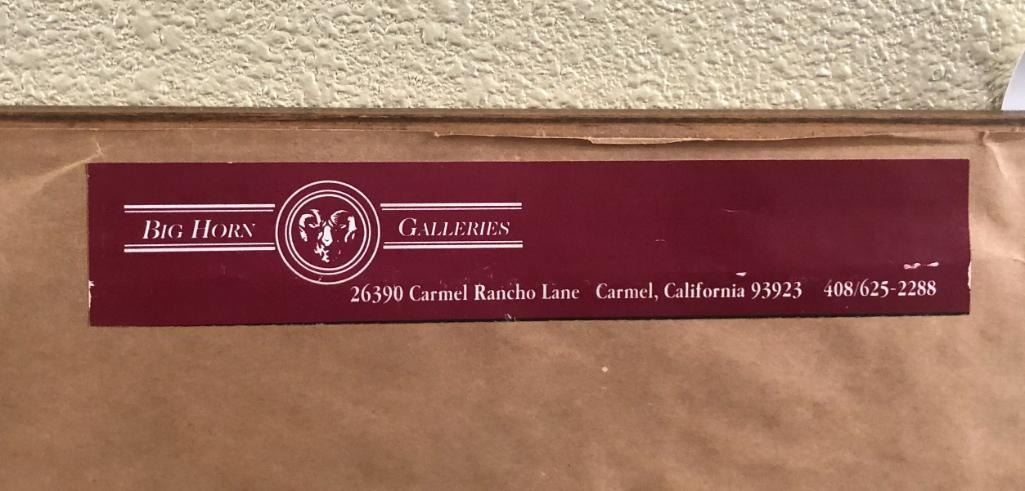 BIG HORN GALLERIES
26390 Carmel Rancho Lane Carmel, California 93923 408/625-2288